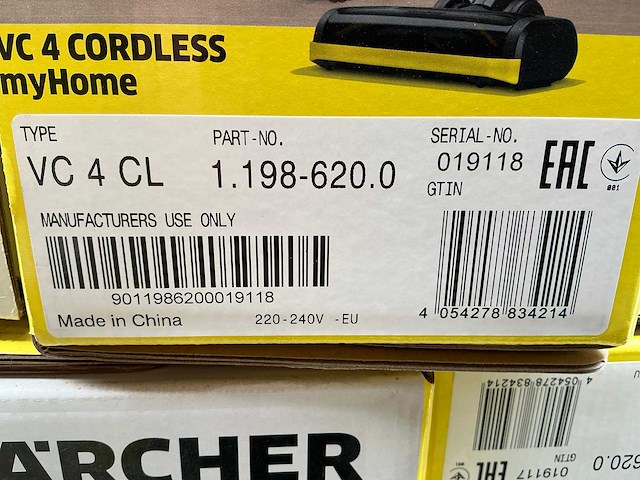 VC 4 CORDLESS
myHome
TYPE
VC 4 CL
PART-NO.
1.198-620.0
SERIAL-NO.
019118
EAC
001
GTIN
MANUFACTURERS USE ONLY
9011986200019118
4 054278 834214
Made in China
220-240V -EU
KÄRCHER
4 054278 834214
GTIN
019117
EAC
620.0